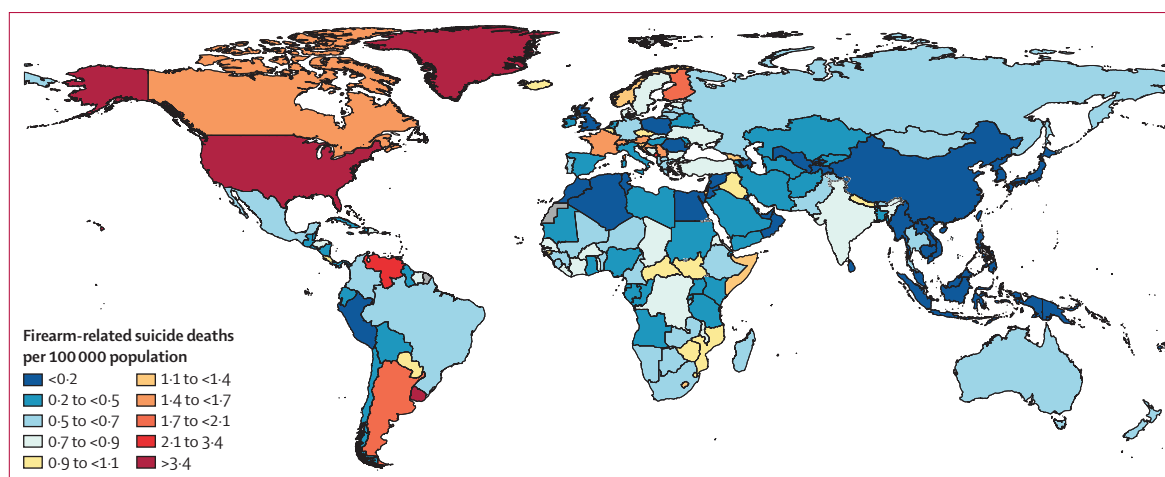 Firearm-related suicide deaths
per 100 000 population
<0·2
0·2 to <0·5
0·5 to <0·7
0·7 to <0·9
0·9 to <1·1
1·1 to <1·4
1·4 to <1·7
1·7 to <2·1
2·1 to 3·4
>3·4